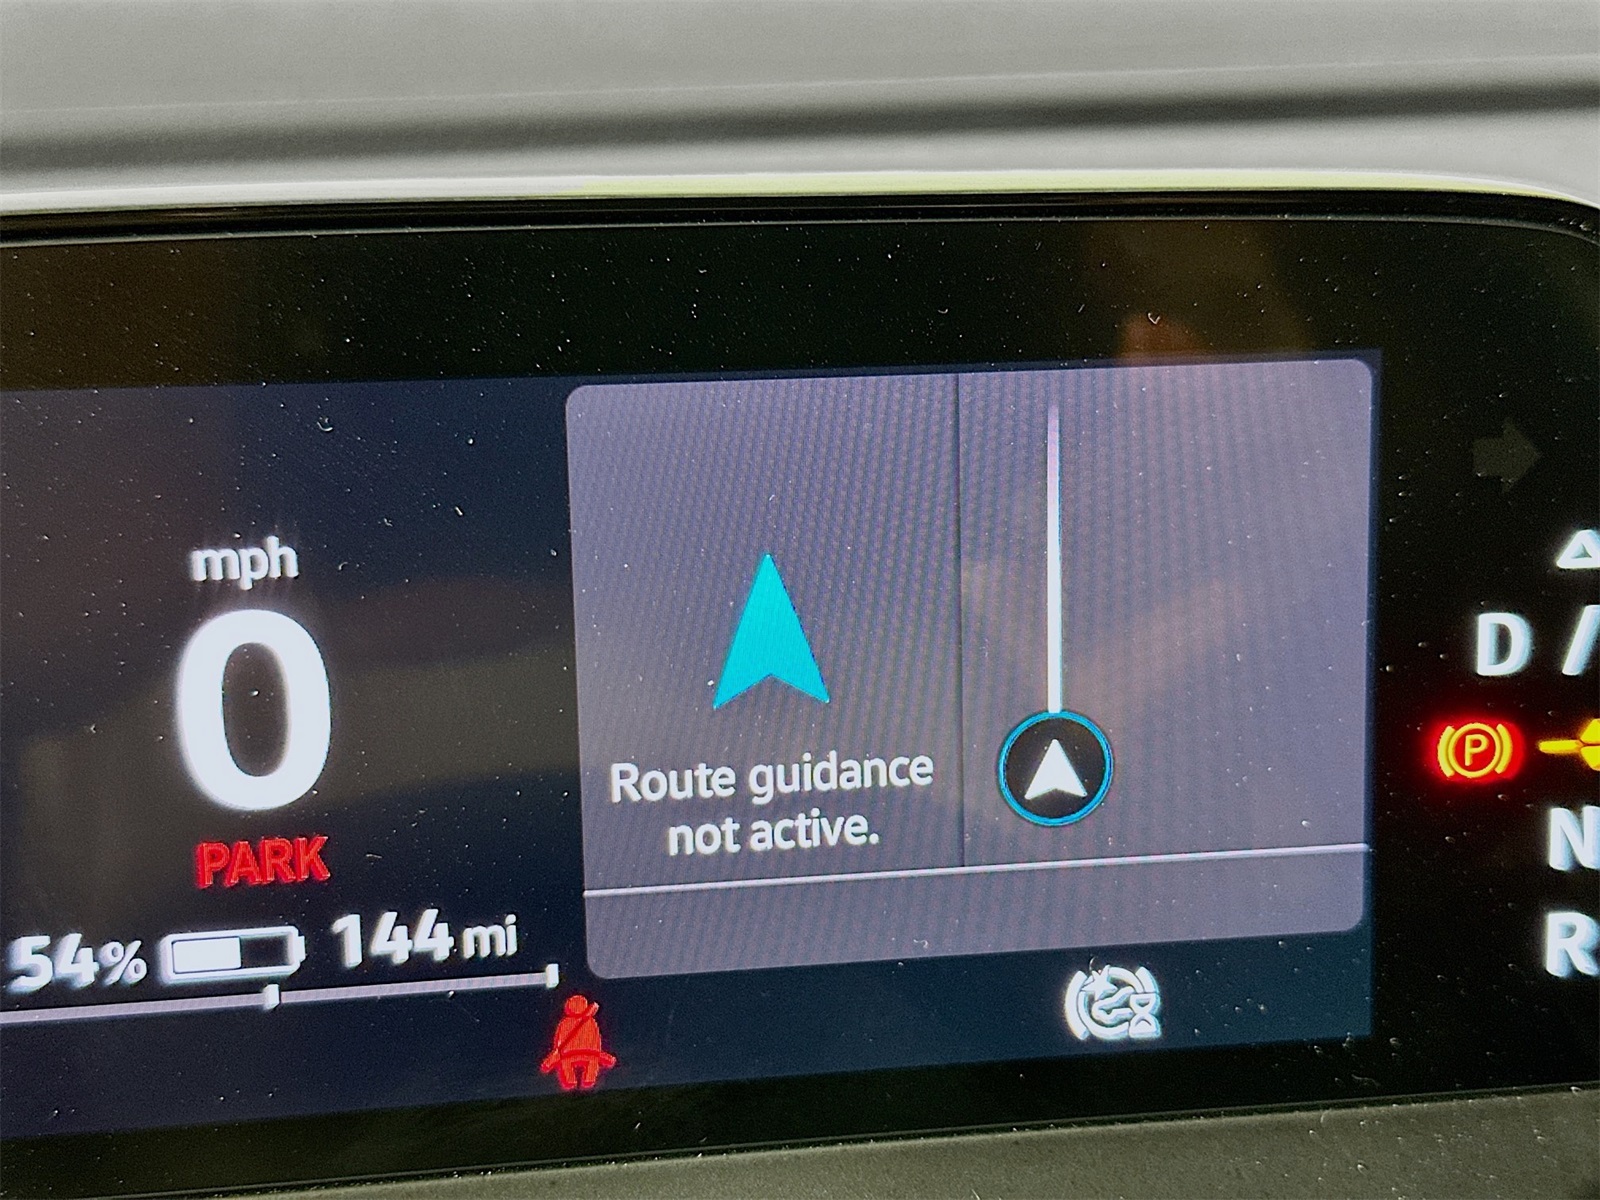 mph
0
PARK
54% 144 mi
Route guidance
not active.
D /
P
N
R